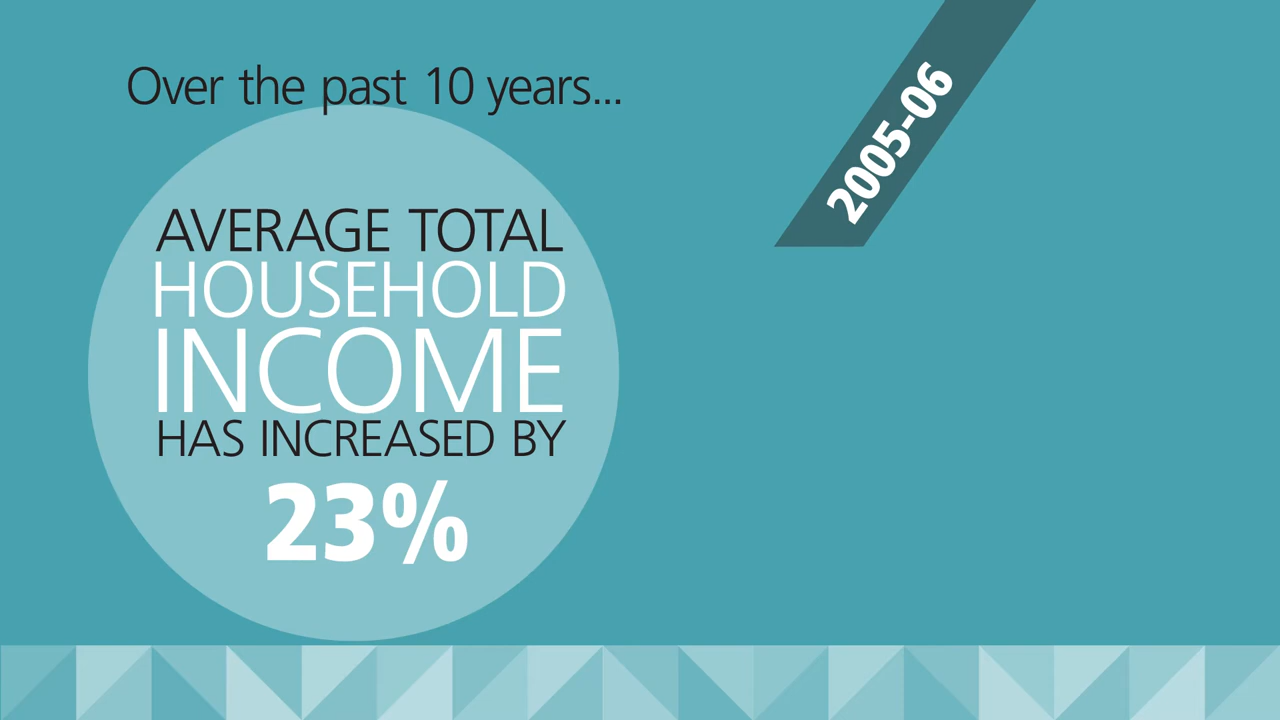 Over the past 10 years...
AVERAGE TOTAL
HOUSEHOLD
INCOME
HAS INCREASED BY
23%
2005-06